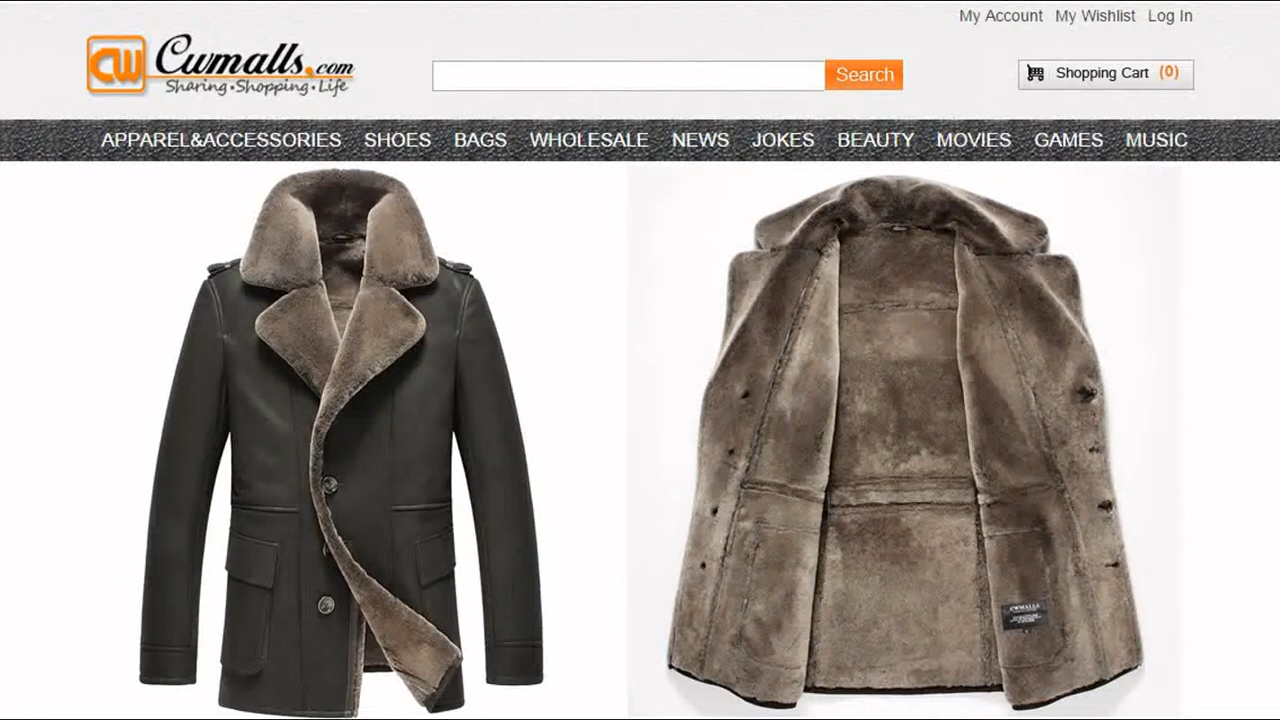 My Account My Wishlist Log In
CW Cwmalls.com
Sharing•Shopping•Life
Search
Shopping Cart (0)
APPAREL&ACCESSORIES SHOES BAGS WHOLESALE NEWS JOKES BEAUTY MOVIES GAMES MUSIC
CWMALLS